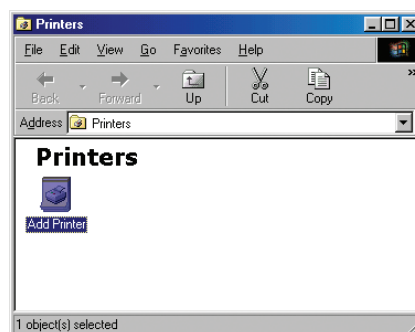 Printers
File Edit View Go Favorites Help
Back Forward Up Cut Copy »
Address Printers
Printers
Add Printer
1 object(s) selected